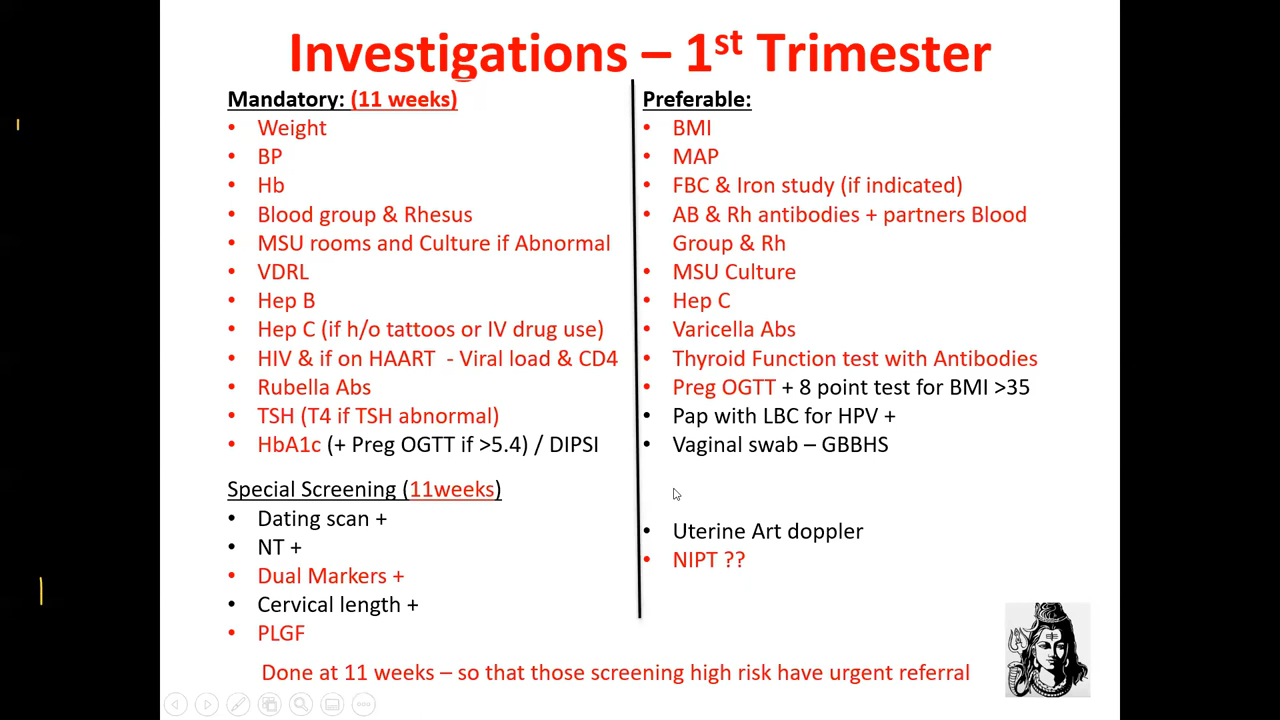 Investigations – 1st Trimester
Mandatory: (11 weeks)
• Weight
• BP
• Hb
• Blood group & Rhesus
• MSU rooms and Culture if Abnormal
• VDRL
• Hep B
• Hep C (if h/o tattoos or IV drug use)
• HIV & if on HAART - Viral load & CD4
• Rubella Abs
• TSH (T4 if TSH abnormal)
• HbA1c (+ Preg OGTT if >5.4) / DIPSI
Special Screening (11weeks)
• Dating scan +
• NT +
• Dual Markers +
• Cervical length +
• PLGF
Preferable:
• BMI
• MAP
• FBC & Iron study (if indicated)
• AB & Rh antibodies + partners Blood
Group & Rh
• MSU Culture
• Hep C
• Varicella Abs
• Thyroid Function test with Antibodies
• Preg OGTT + 8 point test for BMI >35
• Pap with LBC for HPV +
• Vaginal swab – GBBHS
• Uterine Art doppler
• NIPT ??
Done at 11 weeks – so that those screening high risk have urgent referral